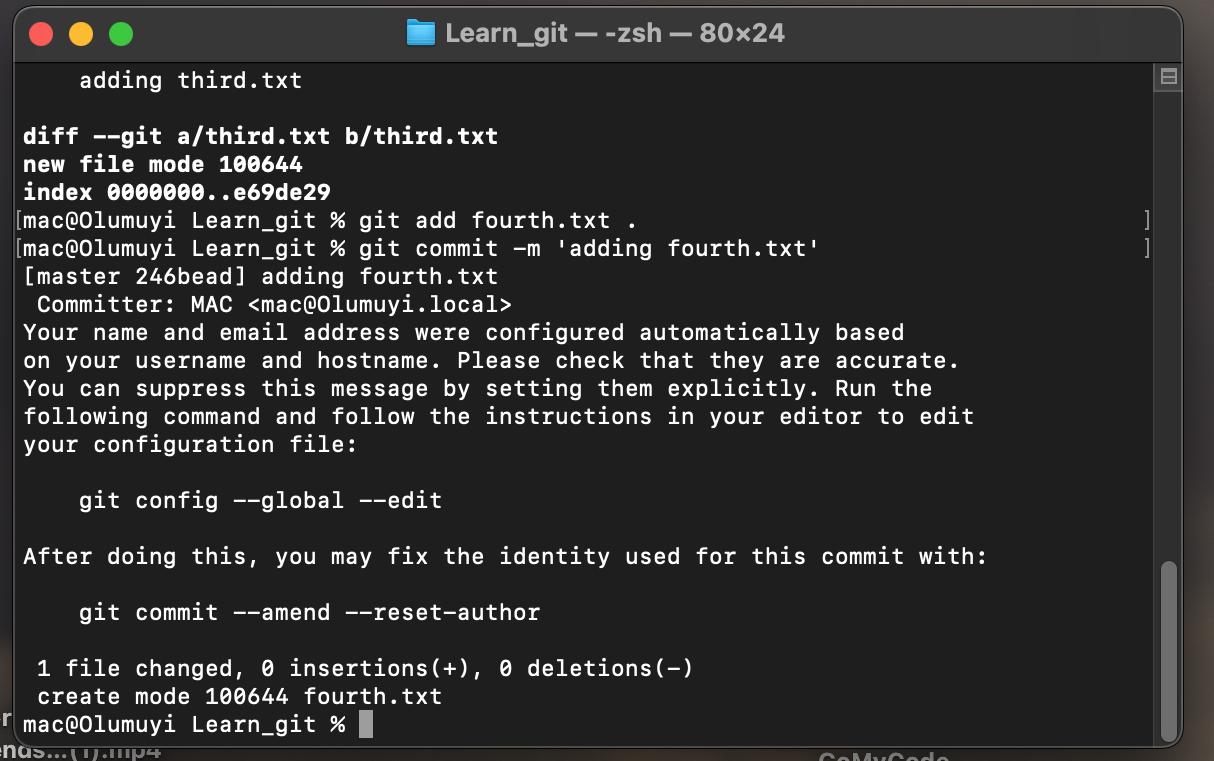 Learn_git — -zsh — 80×24
adding third.txt
diff --git a/third.txt b/third.txt
new file mode 100644
index 0000000..e69de29
[mac@Olumuyi Learn_git % git add fourth.txt . ]
[mac@Olumuyi Learn_git % git commit -m 'adding fourth.txt' ]
[master 246bead] adding fourth.txt
Committer: MAC <mac@Olumuyi.local>
Your name and email address were configured automatically based
on your username and hostname. Please check that they are accurate.
You can suppress this message by setting them explicitly. Run the
following command and follow the instructions in your editor to edit
your configuration file:
git config --global --edit
After doing this, you may fix the identity used for this commit with:
git commit --amend --reset-author
1 file changed, 0 insertions(+), 0 deletions(-)
create mode 100644 fourth.txt
mac@Olumuyi Learn_git %
ends...(1).mp4
GoMyCode